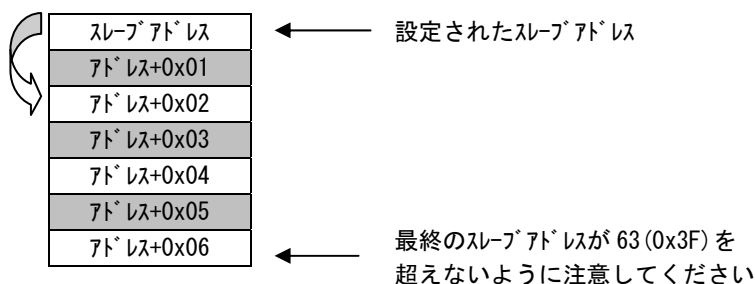 ｽﾚｰﾌﾞｱﾄﾞﾚｽ
設定されたｽﾚｰﾌﾞｱﾄﾞﾚｽ
ｱﾄﾞﾚｽ+0x01
ｱﾄﾞﾚｽ+0x02
ｱﾄﾞﾚｽ+0x03
ｱﾄﾞﾚｽ+0x04
ｱﾄﾞﾚｽ+0x05
ｱﾄﾞﾚｽ+0x06
最終のｽﾚｰﾌﾞｱﾄﾞﾚｽが 63(0x3F)を
超えないように注意してください